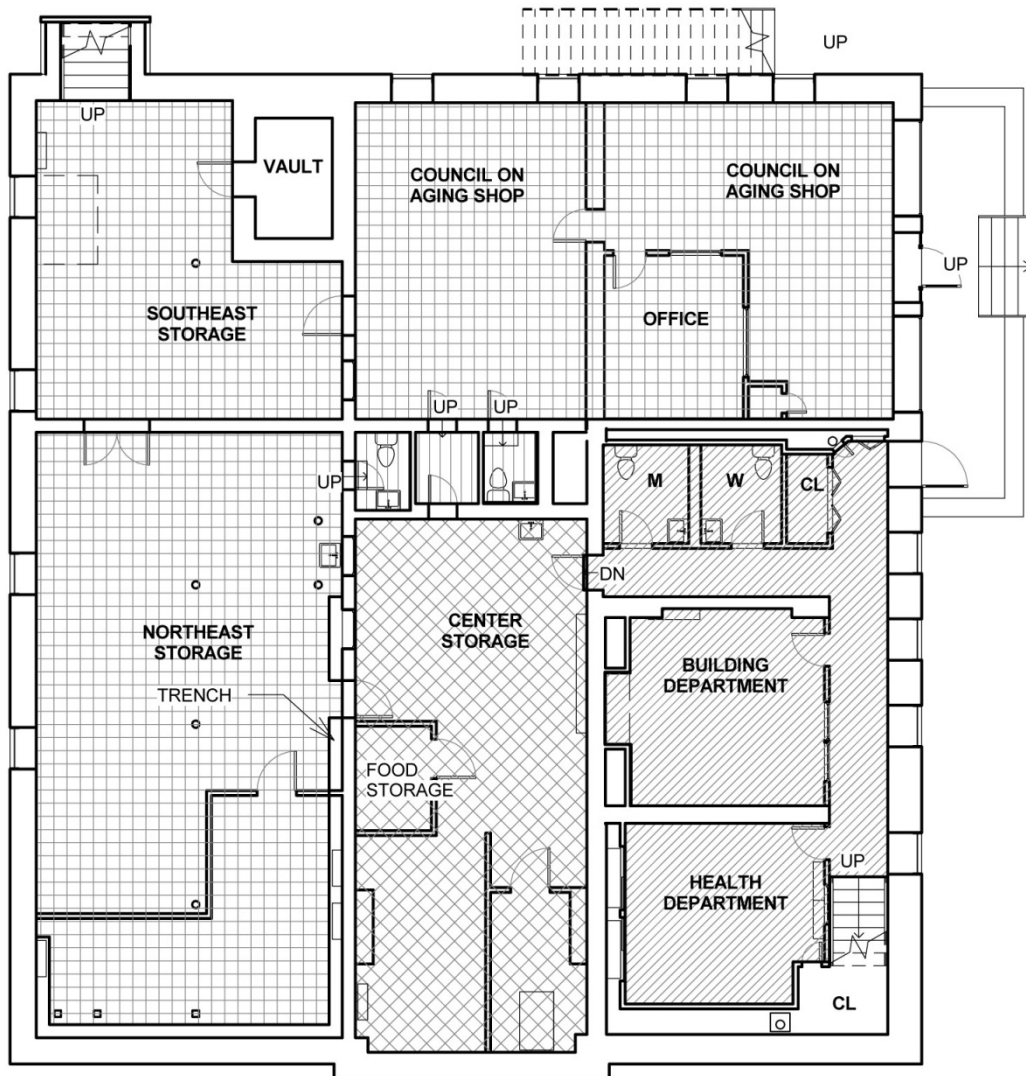 UP
UP
VAULT
COUNCIL ON
AGING SHOP
COUNCIL ON
AGING SHOP
UP
SOUTHEAST
STORAGE
OFFICE
UP
UP
UP
M
W
CL
DN
NORTHEAST
STORAGE
CENTER
STORAGE
BUILDING
DEPARTMENT
TRENCH
FOOD
STORAGE
UP
HEALTH
DEPARTMENT
CL